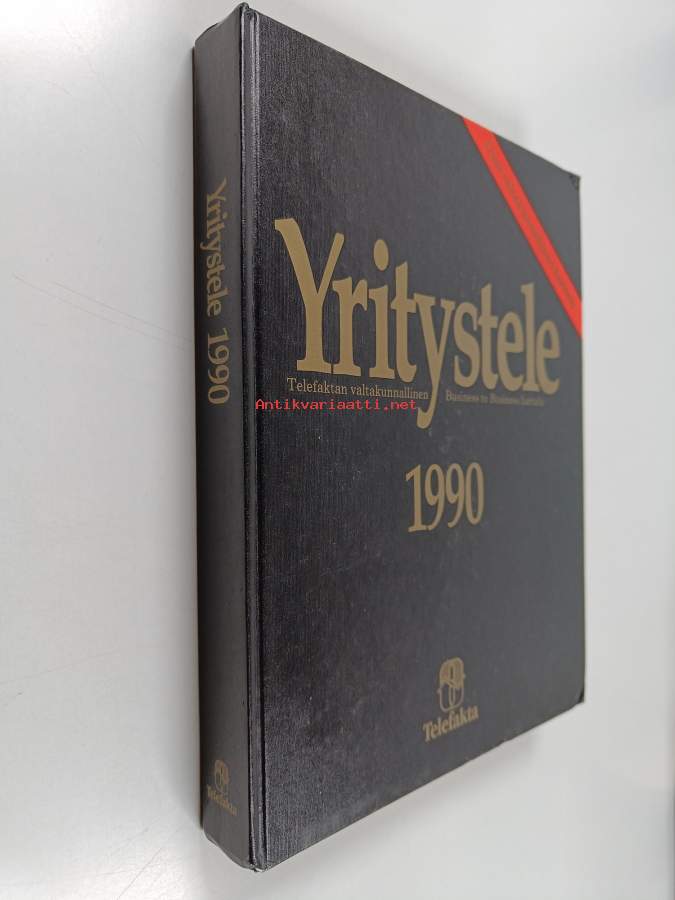 Yritystele 1990
Telefakta
Yritystele
Telefaktan valtakunnallinen Business to Business
Antikvariaatti.net
1990
Telefakta